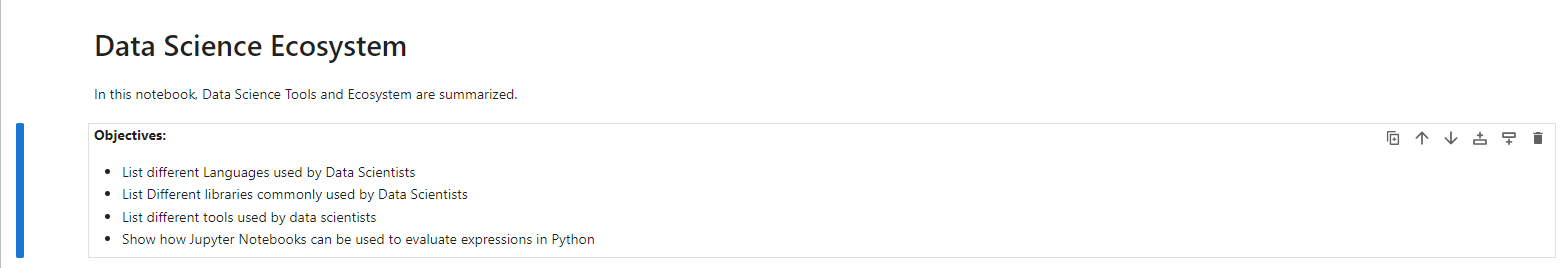 Data Science Ecosystem
In this notebook, Data Science Tools and Ecosystem are summarized.
Objectives:
List different Languages used by Data Scientists
List Different libraries commonly used by Data Scientists
List different tools used by data scientists
Show how Jupyter Notebooks can be used to evaluate expressions in Python